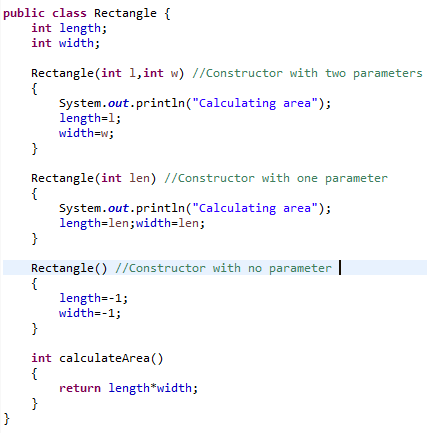 public class Rectangle {
int length;
int width;
Rectangle(int l,int w) //Constructor with two parameters
{
System.out.println("Calculating area");
length=l;
width=w;
}
Rectangle(int len) //Constructor with one parameter
{
System.out.println("Calculating area");
length=len;width=len;
}
Rectangle() //Constructor with no parameter
{
length=-1;
width=-1;
}
int calculateArea()
{
return length*width;
}
}